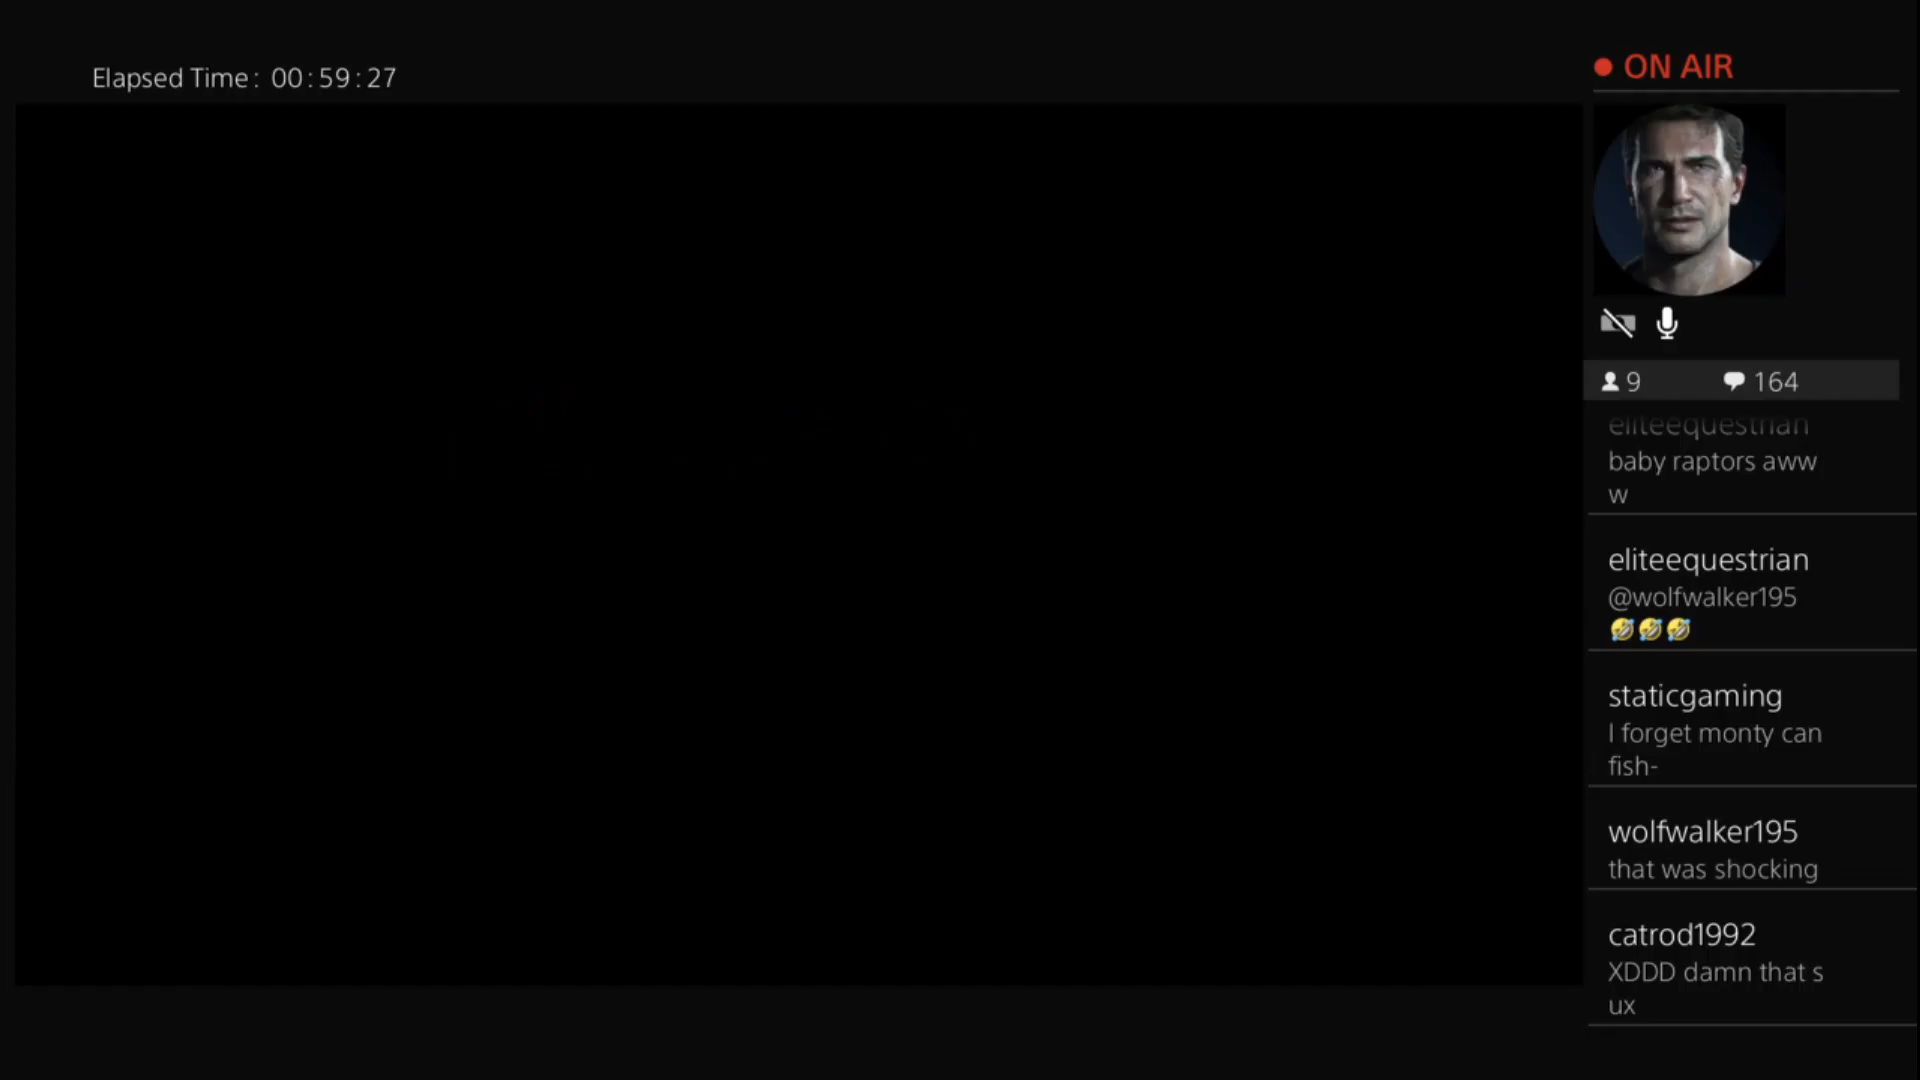 Elapsed Time: 00:59:27
ON AIR
9 164
eliteequestrian
baby raptors aww
w
eliteequestrian
@wolfwalker195
🤣🤣🤣
staticgaming
I forget monty can
fish-
wolfwalker195
that was shocking
catrod1992
XDDD damn that s
ux